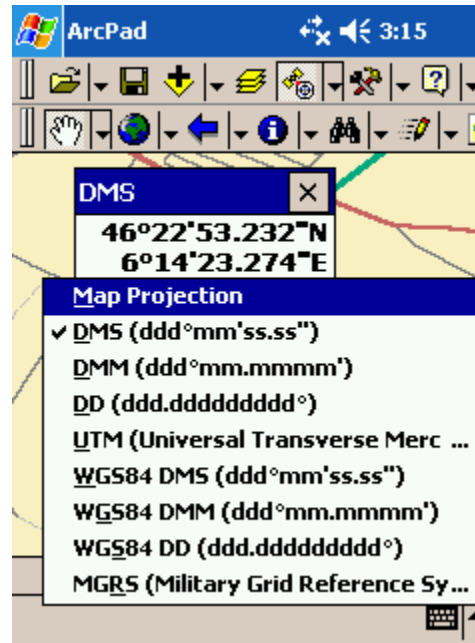 ArcPad 3:15
DMS
46°22'53.232"N
6°14'23.274"E
Map Projection
DMS (ddd°mm'ss.ss")
DMM (ddd°mm.mmmm')
DD (ddd.ddddddddd°)
UTM (Universal Transverse Merc ...
WGS84 DMS (ddd°mm'ss.ss")
WGS84 DMM (ddd°mm.mmmm')
WGS84 DD (ddd.ddddddddd°)
MGRS (Military Grid Reference Sy...